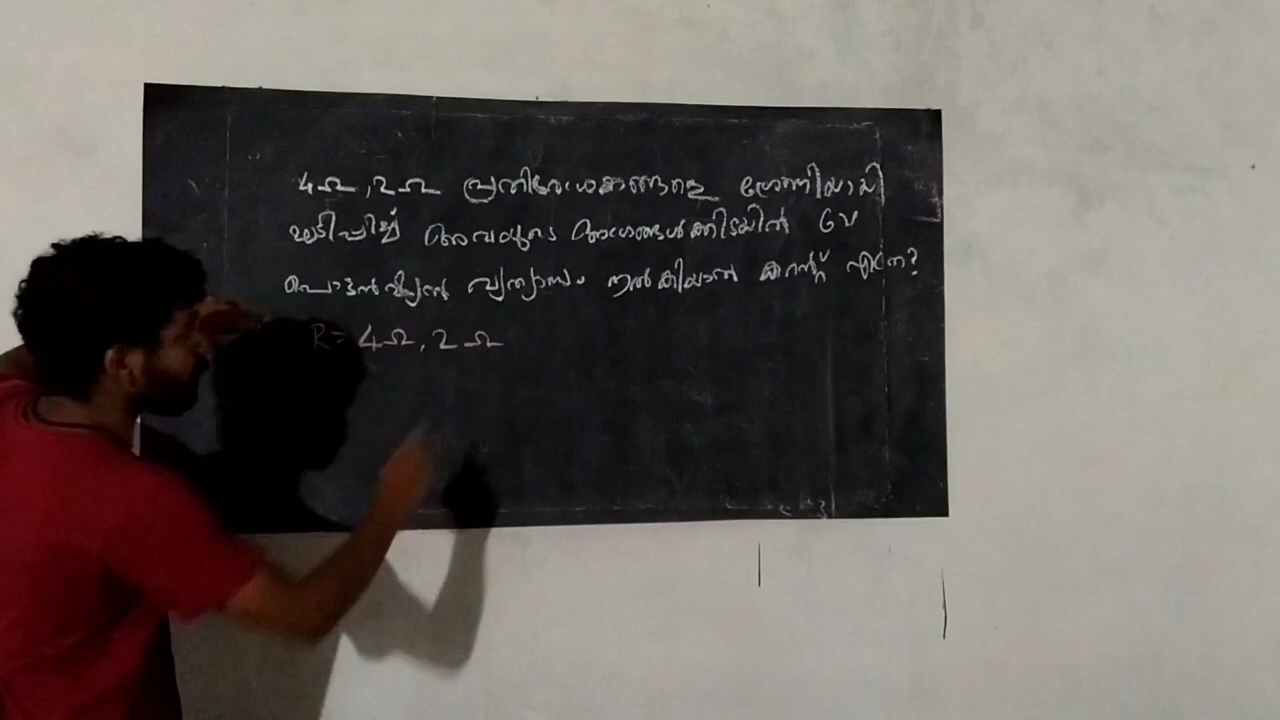 4Ω, 2Ω പ്രതിരോധകങ്ങളെ ശ്രേണിയായി
ഘടിപ്പിച്ച് അവയുടെ അഗ്രങ്ങൾക്കിടയിൽ 6V
പൊട്ടൻഷ്യൽ വ്യത്യാസം നൽകിയാൽ കറന്റ് എത്ര?
R = 4Ω, 2Ω